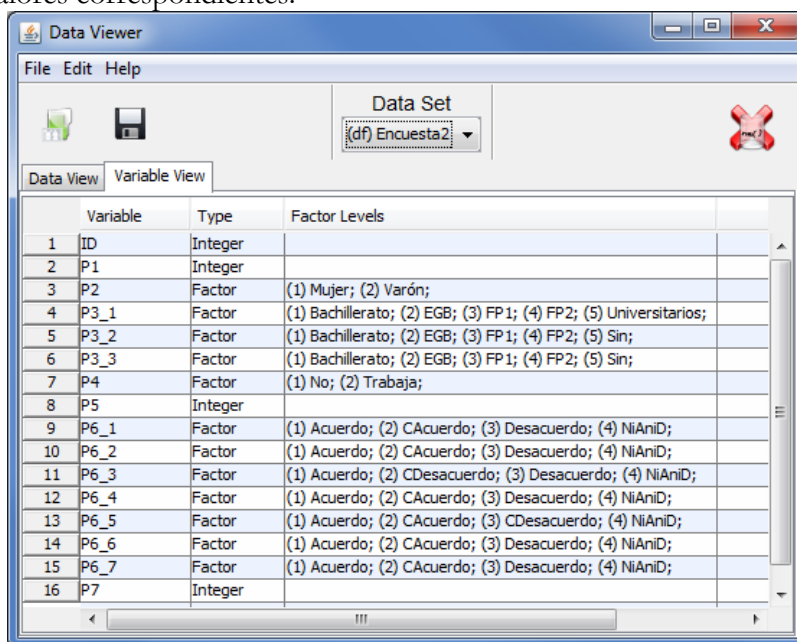 alores correspondientes.
Data Viewer
File Edit Help
Data Set
(df) Encuesta2
Data View Variable View
Variable Type Factor Levels
1 ID Integer
2 P1 Integer
3 P2 Factor (1) Mujer; (2) Varón;
4 P3_1 Factor (1) Bachillerato; (2) EGB; (3) FP1; (4) FP2; (5) Universitarios;
5 P3_2 Factor (1) Bachillerato; (2) EGB; (3) FP1; (4) FP2; (5) Sin;
6 P3_3 Factor (1) Bachillerato; (2) EGB; (3) FP1; (4) FP2; (5) Sin;
7 P4 Factor (1) No; (2) Trabaja;
8 P5 Integer
9 P6_1 Factor (1) Acuerdo; (2) CAcuerdo; (3) Desacuerdo; (4) NiAniD;
10 P6_2 Factor (1) Acuerdo; (2) CAcuerdo; (3) Desacuerdo; (4) NiAniD;
11 P6_3 Factor (1) Acuerdo; (2) CDesacuerdo; (3) Desacuerdo; (4) NiAniD;
12 P6_4 Factor (1) Acuerdo; (2) CAcuerdo; (3) Desacuerdo; (4) NiAniD;
13 P6_5 Factor (1) Acuerdo; (2) CAcuerdo; (3) CDesacuerdo; (4) NiAniD;
14 P6_6 Factor (1) Acuerdo; (2) CAcuerdo; (3) Desacuerdo; (4) NiAniD;
15 P6_7 Factor (1) Acuerdo; (2) CAcuerdo; (3) Desacuerdo; (4) NiAniD;
16 P7 Integer